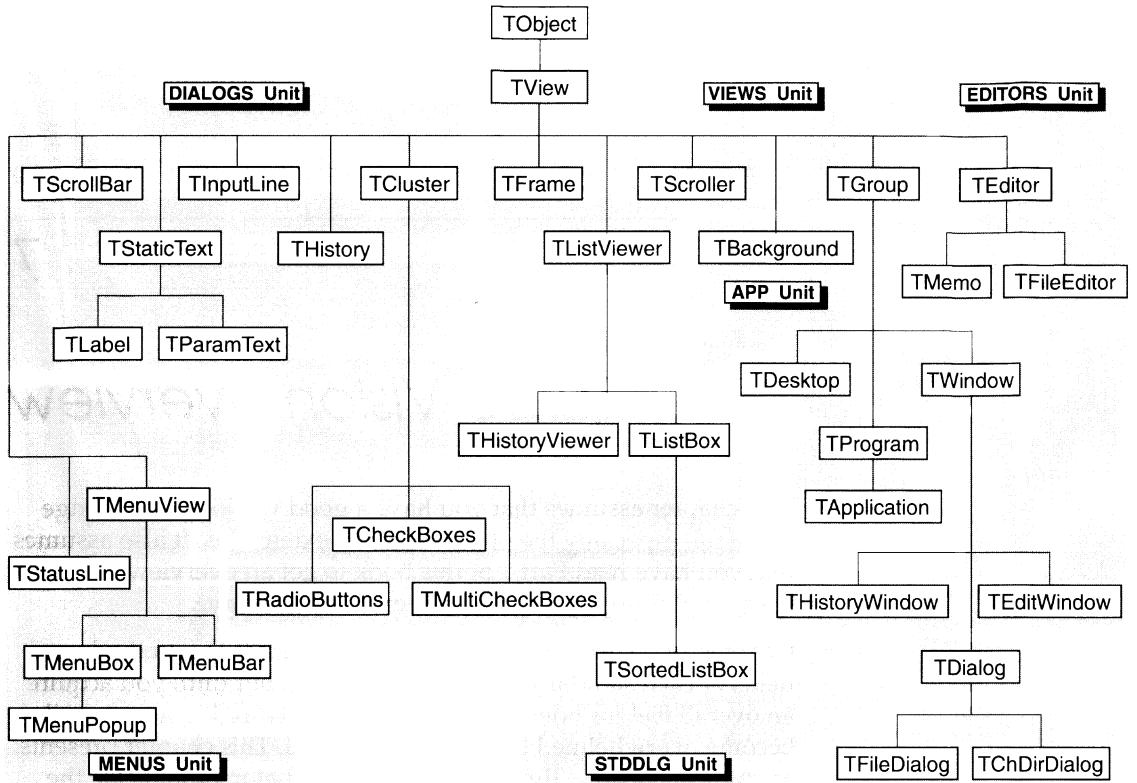 TObject
TView
DIALOGS Unit
VIEWS Unit
EDITORS Unit
TScrollBar
TInputLine
TCluster
TFrame
TScroller
TGroup
TEditor
TStaticText
THistory
TListViewer
TBackground
TMemo
TFileEditor
APP Unit
TLabel
TParamText
TDesktop
TWindow
THistoryViewer
TListBox
TProgram
TMenuView
TApplication
TCheckBoxes
TStatusLine
TRadioButtons
TMultiCheckBoxes
THistoryWindow
TEditWindow
TMenuBox
TMenuBar
TSortedListBox
TDialog
TMenuPopup
MENUS Unit
STDDLG Unit
TFileDialog
TChDirDialog